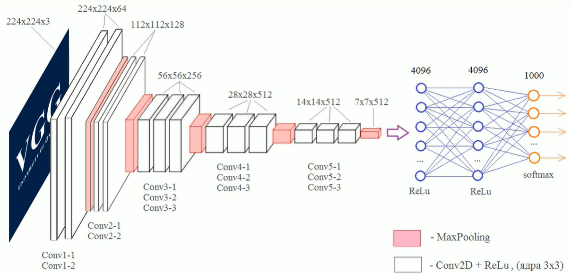 224x224x64
224x224x3
112x112x128
56x56x256
28x28x512
14x14x512
7x7x512
4096
4096
1000
VGG
...
...
...
ReLu
ReLu
softmax
Conv1-1
Conv1-2
Conv2-1
Conv2-2
Conv3-1
Conv3-2
Conv3-3
Conv4-1
Conv4-2
Conv4-3
Conv5-1
Conv5-2
Conv5-3
- MaxPooling
- Conv2D + ReLu , (ядра 3x3)